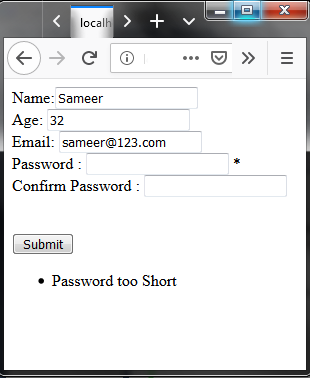 localh
Name: Sameer
Age: 32
Email: sameer@123.com
Password : *
Confirm Password :
Submit
• Password too Short